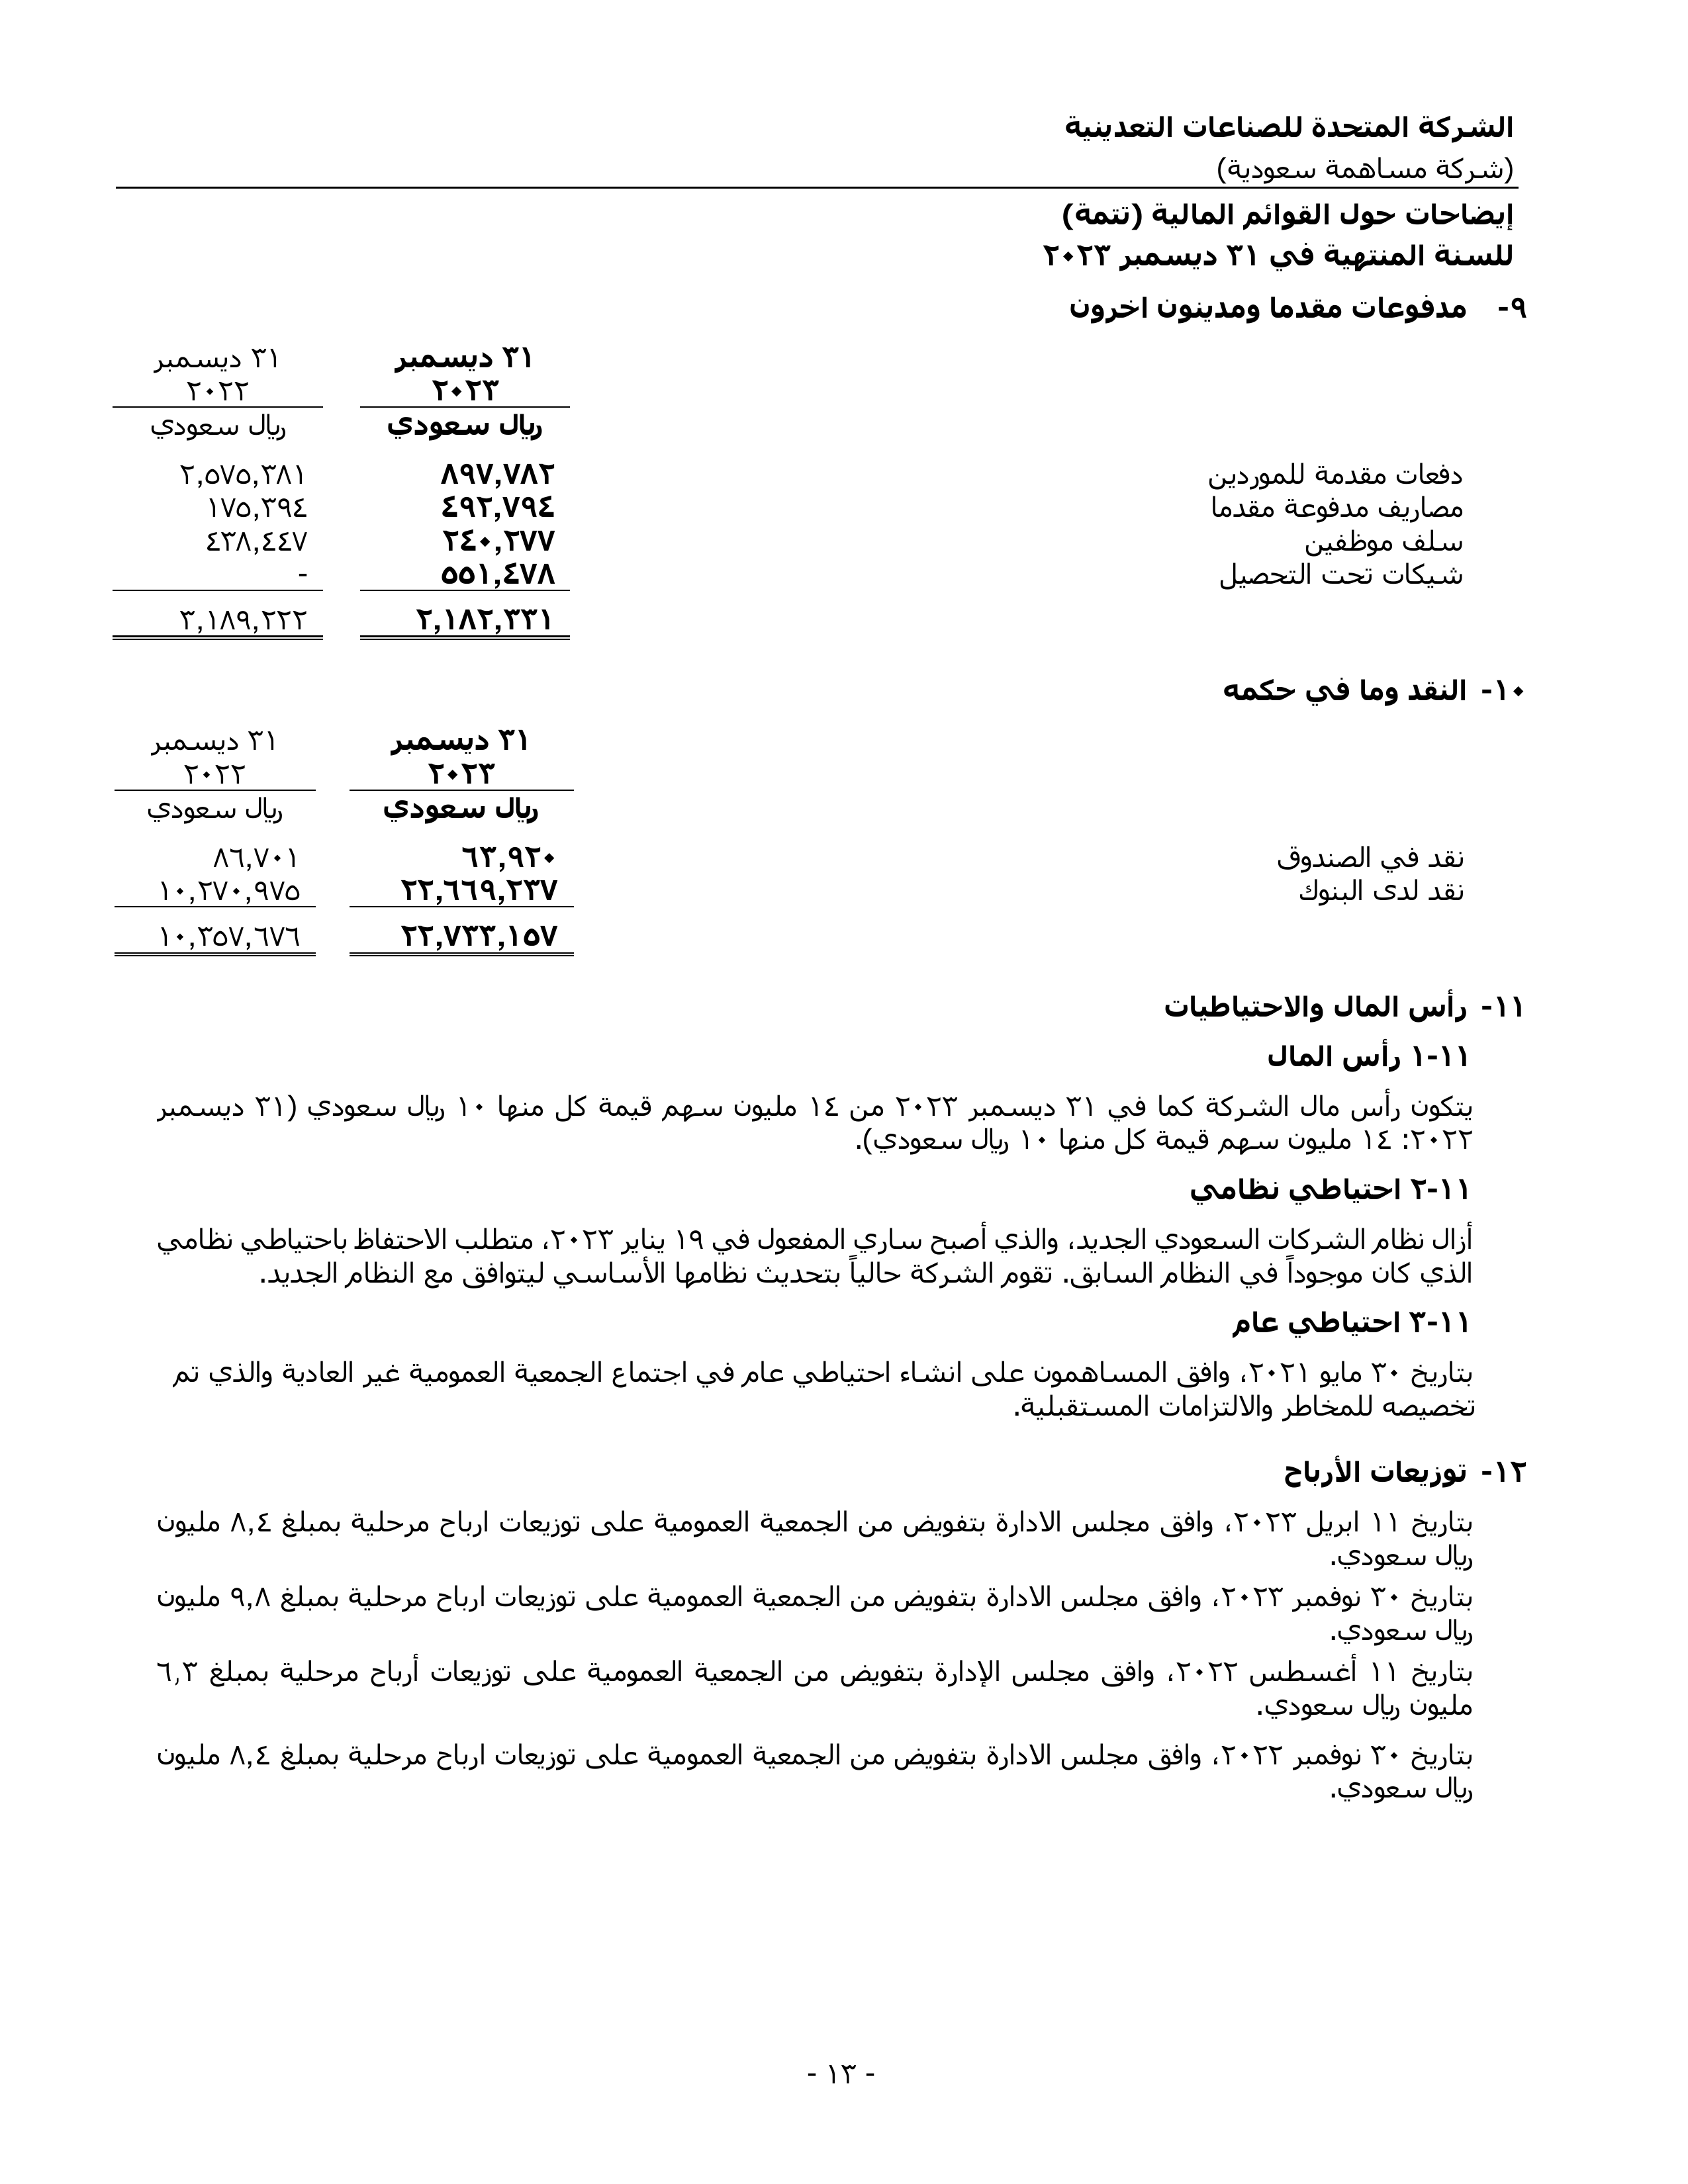 الشركة المتحدة للصناعات التعدينية
(شركة مساهمة سعودية)
إيضاحات حول القوائم المالية (تتمة)
للسنة المنتهية في ٣١ ديسمبر ٢٠٢٣
٩- مدفوعات مقدما ومدينون اخرون
٣١ ديسمبر ٣١ ديسمبر
٢٠٢٣ ٢٠٢٢
ريال سعودي ريال سعودي
دفعات مقدمة للموردين ٨٩٧,٧٨٢ ٢,٥٧٥,٣٨١
مصاريف مدفوعة مقدما ٤٩٢,٧٩٤ ١٧٥,٣٩٤
سلف موظفين ٢٤٠,٢٧٧ ٤٣٨,٤٤٧
شيكات تحت التحصيل ٥٥١,٤٧٨ -
٢,١٨٢,٣٣١ ٣,١٨٩,٢٢٢
١٠- النقد وما في حكمه
٣١ ديسمبر ٣١ ديسمبر
٢٠٢٣ ٢٠٢٢
ريال سعودي ريال سعودي
نقد في الصندوق ٦٣,٩٢٠ ٨٦,٧٠١
نقد لدى البنوك ٢٢,٦٦٩,٢٣٧ ١٠,٢٧٠,٩٧٥
٢٢,٧٣٣,١٥٧ ١٠,٣٥٧,٦٧٦
١١- رأس المال والاحتياطيات
١١-١ رأس المال
يتكون رأس مال الشركة كما في ٣١ ديسمبر ٢٠٢٣ من ١٤ مليون سهم قيمة كل منها ١٠ ريال سعودي (٣١ ديسمبر
٢٠٢٢: ١٤ مليون سهم قيمة كل منها ١٠ ريال سعودي).
١١-٢ احتياطي نظامي
أزال نظام الشركات السعودي الجديد، والذي أصبح ساري المفعول في ١٩ يناير ٢٠٢٣، متطلب الاحتفاظ باحتياطي نظامي
الذي كان موجوداً في النظام السابق. تقوم الشركة حالياً بتحديث نظامها الأساسي ليتوافق مع النظام الجديد.
١١-٣ احتياطي عام
بتاريخ ٣٠ مايو ٢٠٢١، وافق المساهمون على انشاء احتياطي عام في اجتماع الجمعية العمومية غير العادية والذي تم
تخصيصه للمخاطر والالتزامات المستقبلية.
١٢- توزيعات الأرباح
بتاريخ ١١ ابريل ٢٠٢٣، وافق مجلس الادارة بتفويض من الجمعية العمومية على توزيعات ارباح مرحلية بمبلغ ٨,٤ مليون
ريال سعودي.
بتاريخ ٣٠ نوفمبر ٢٠٢٣، وافق مجلس الادارة بتفويض من الجمعية العمومية على توزيعات ارباح مرحلية بمبلغ ٩,٨ مليون
ريال سعودي.
بتاريخ ١١ أغسطس ٢٠٢٢، وافق مجلس الإدارة بتفويض من الجمعية العمومية على توزيعات أرباح مرحلية بمبلغ ٦,٣
مليون ريال سعودي.
بتاريخ ٣٠ نوفمبر ٢٠٢٢، وافق مجلس الادارة بتفويض من الجمعية العمومية على توزيعات ارباح مرحلية بمبلغ ٨,٤ مليون
ريال سعودي.
- ١٣ -